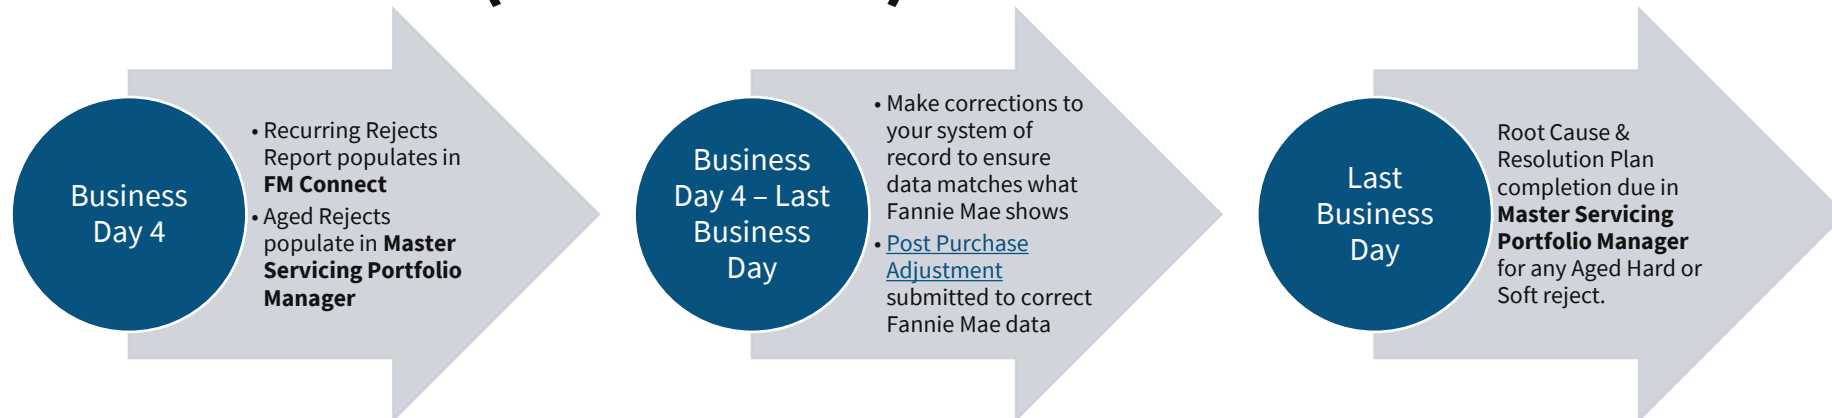 Business
Day 4
• Recurring Rejects
Report populates in
FM Connect
• Aged Rejects
populate in Master
Servicing Portfolio
Manager
Business
Day 4 – Last
Business
Day
• Make corrections to
your system of
record to ensure
data matches what
Fannie Mae shows
• Post Purchase
Adjustment
submitted to correct
Fannie Mae data
Last
Business
Day
Root Cause &
Resolution Plan
completion due in
Master Servicing
Portfolio Manager
for any Aged Hard or
Soft reject.